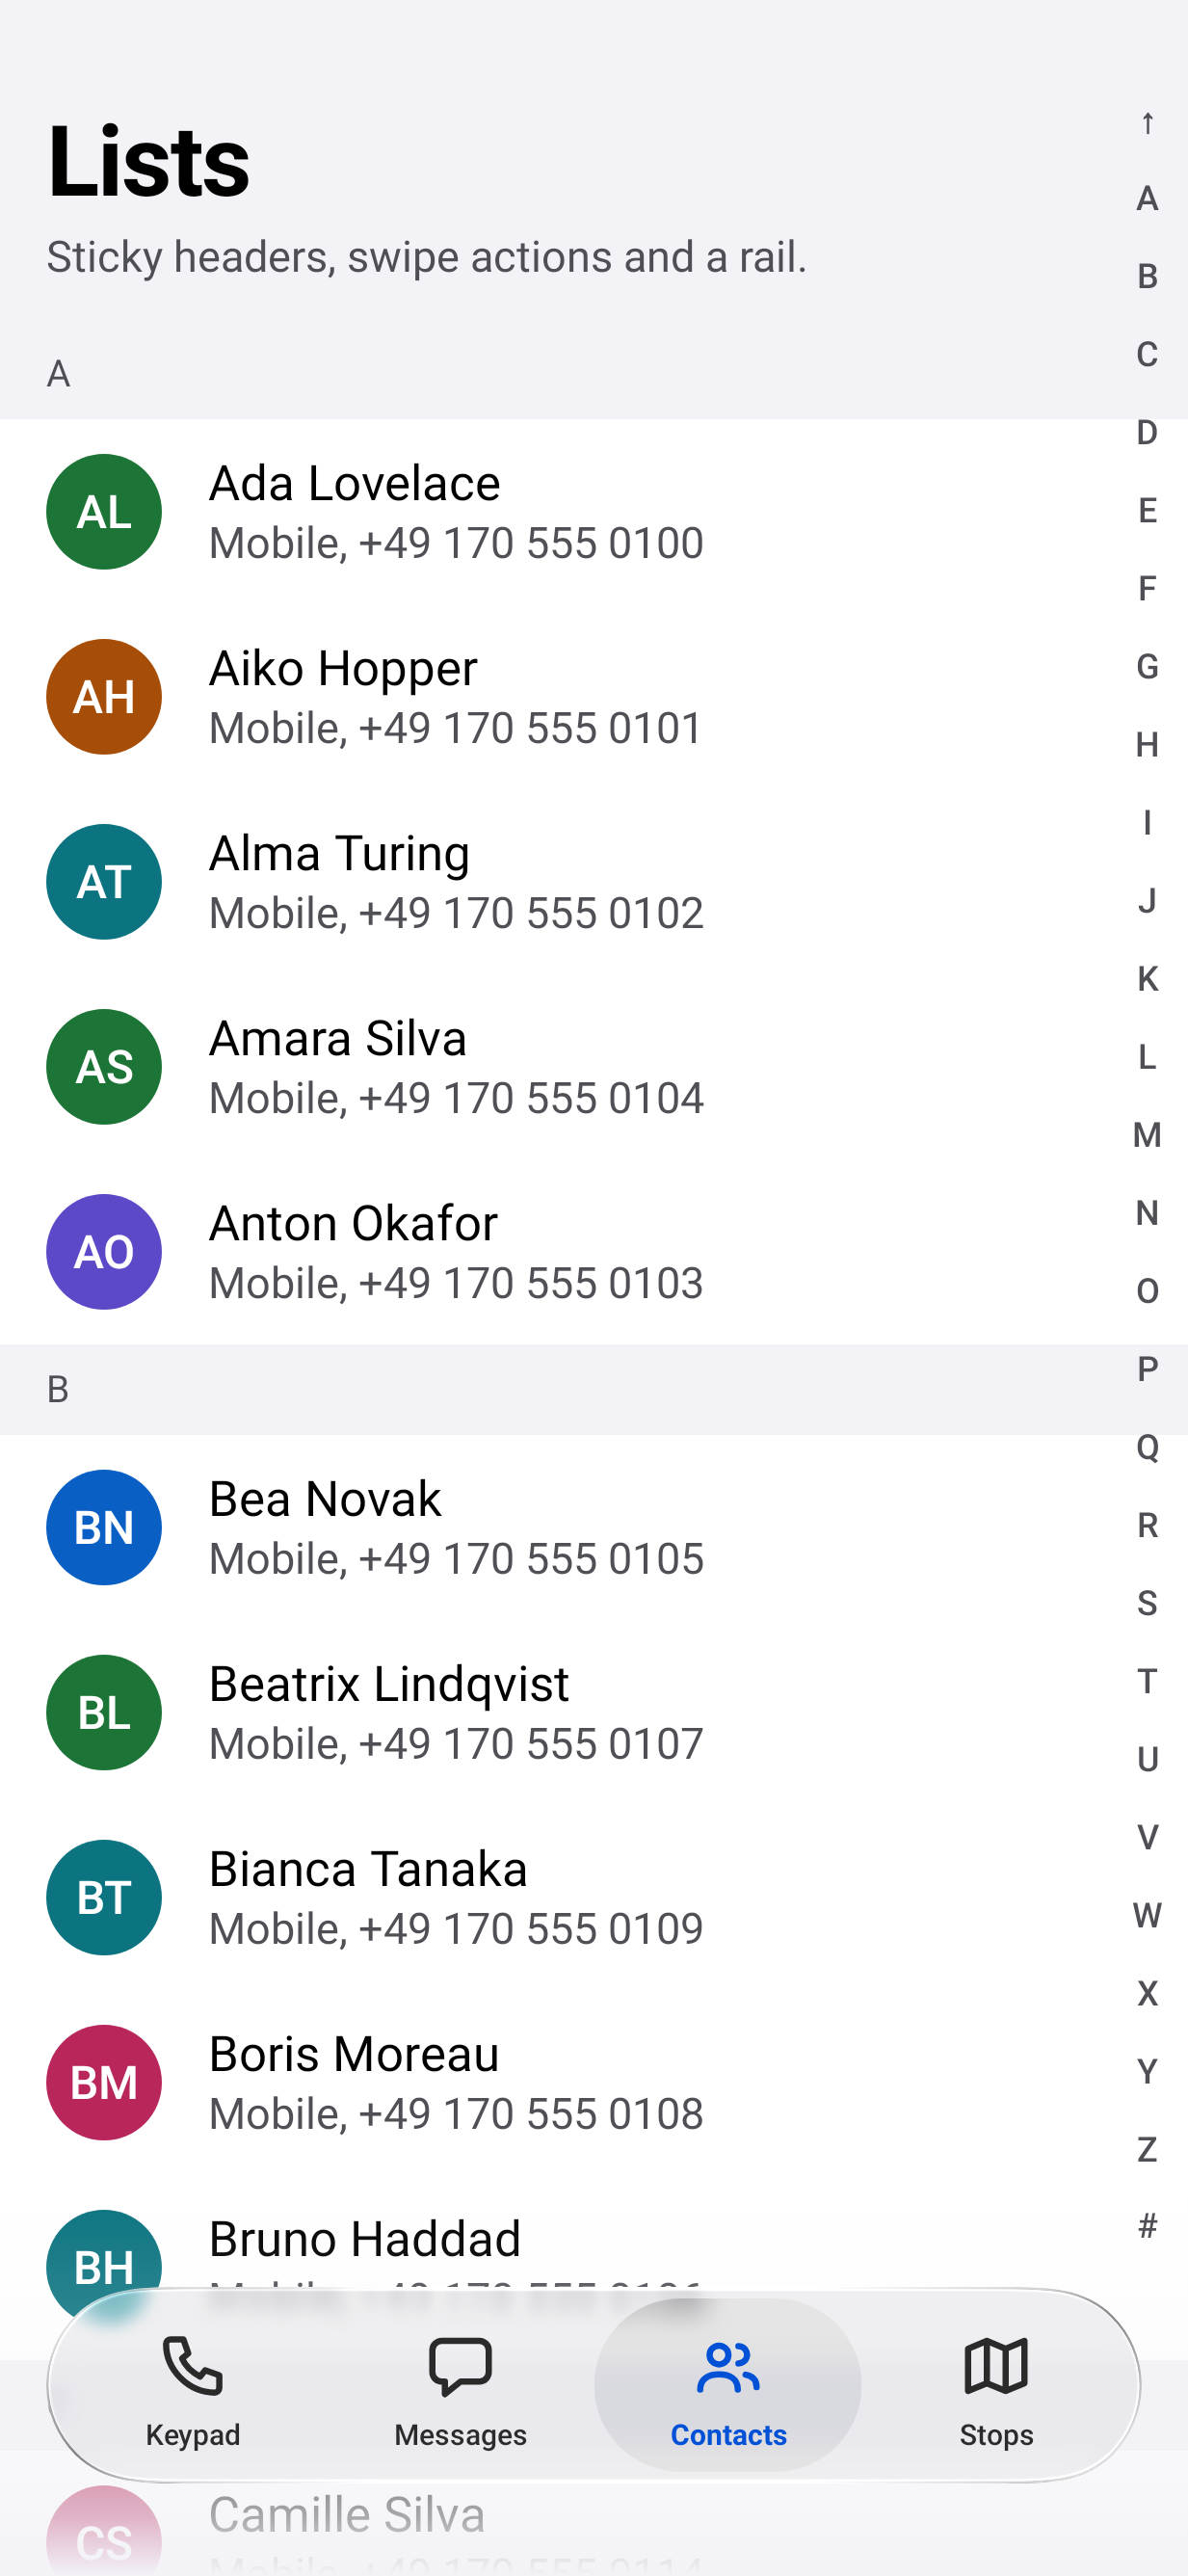 Lists
Sticky headers, swipe actions and a rail.
A
AL
Ada Lovelace
Mobile, +49 170 555 0100
AH
Aiko Hopper
Mobile, +49 170 555 0101
AT
Alma Turing
Mobile, +49 170 555 0102
AS
Amara Silva
Mobile, +49 170 555 0104
AO
Anton Okafor
Mobile, +49 170 555 0103
B
BN
Bea Novak
Mobile, +49 170 555 0105
BL
Beatrix Lindqvist
Mobile, +49 170 555 0107
BT
Bianca Tanaka
Mobile, +49 170 555 0109
BM
Boris Moreau
Mobile, +49 170 555 0108
BH
Bruno Haddad
CS
Camille Silva
↑
A
B
C
D
E
F
G
H
I
J
K
L
M
N
O
P
Q
R
S
T
U
V
W
X
Y
Z
#
Keypad
Messages
Contacts
Stops